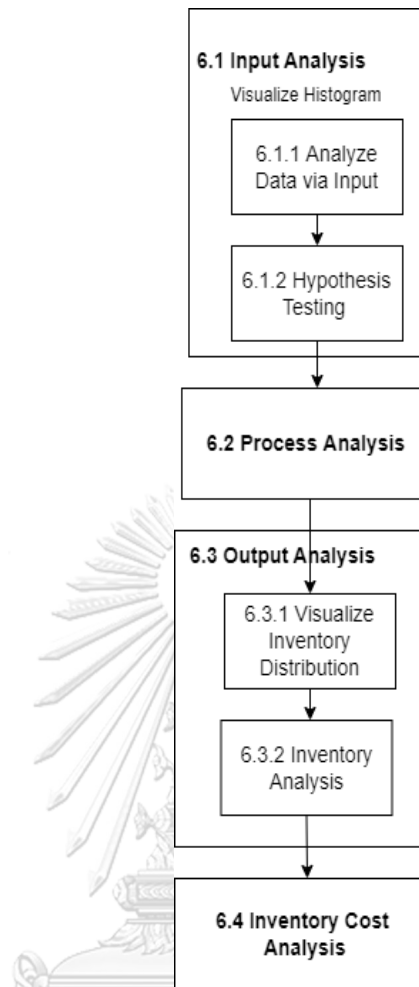 6.1 Input Analysis
Visualize Histogram
6.1.1 Analyze
Data via Input
6.1.2 Hypothesis
Testing
6.2 Process Analysis
6.3 Output Analysis
6.3.1 Visualize
Inventory
Distribution
6.3.2 Inventory
Analysis
6.4 Inventory Cost
Analysis